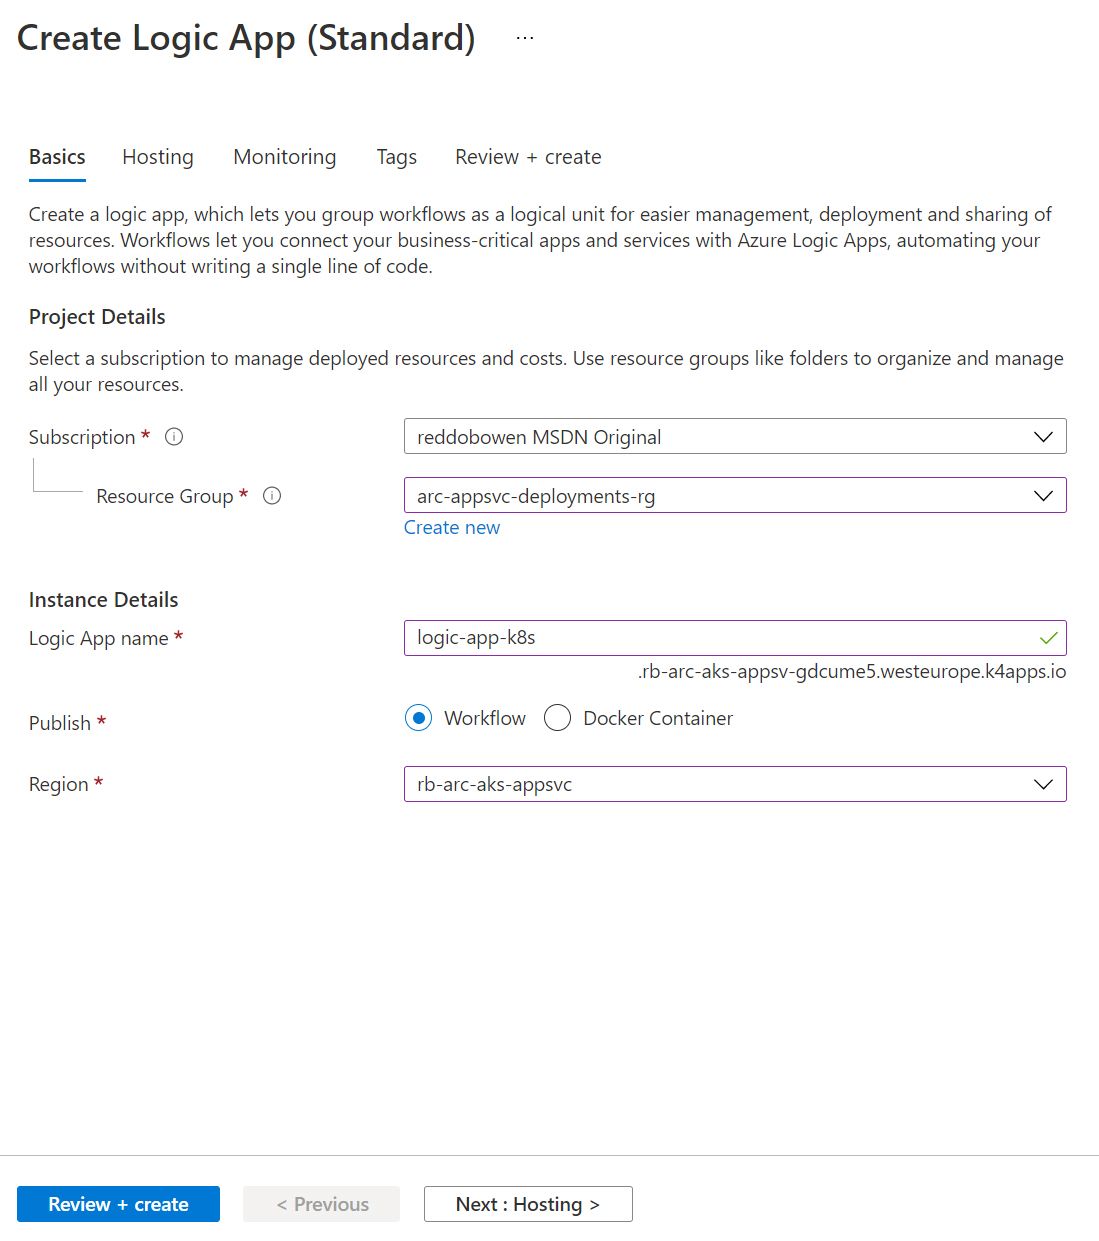 Create Logic App (Standard) ...
Basics Hosting Monitoring Tags Review + create
Create a logic app, which lets you group workflows as a logical unit for easier management, deployment and sharing of
resources. Workflows let you connect your business-critical apps and services with Azure Logic Apps, automating your
workflows without writing a single line of code.
Project Details
Select a subscription to manage deployed resources and costs. Use resource groups like folders to organize and manage
all your resources.
Subscription * reddobowen MSDN Original
Resource Group * arc-appsvc-deployments-rg
Create new
Instance Details
Logic App name * logic-app-k8s
.rb-arc-aks-appsv-gdcume5.westeurope.k4apps.io
Publish * Workflow Docker Container
Region * rb-arc-aks-appsvc
Review + create < Previous Next : Hosting >